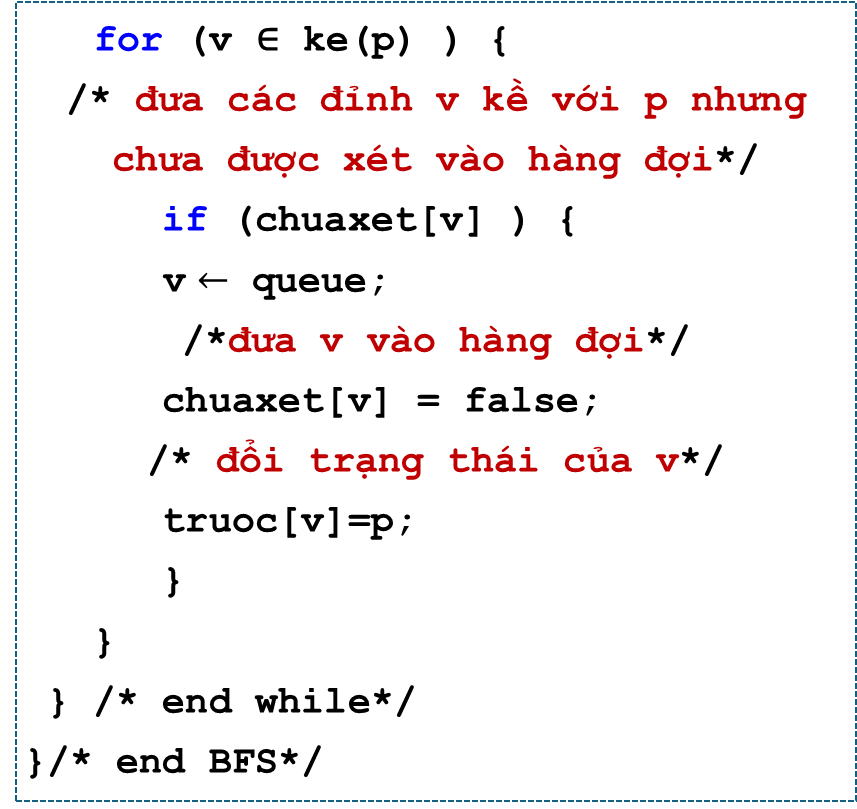 for (v ∈ ke(p) ) {
/* đưa các đỉnh v kề với p nhưng
chưa được xét vào hàng đợi*/
if (chuaxet[v] ) {
v ← queue;
/*đưa v vào hàng đợi*/
chuaxet[v] = false;
/* đổi trạng thái của v*/
truoc[v]=p;
}
}
} /* end while*/
}/* end BFS*/